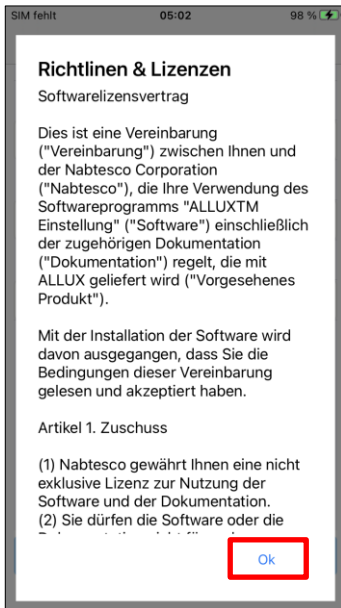 SIM fehlt 05:02 98 %
Richtlinen & Lizenzen
Softwarelizensvertrag
Dies ist eine Vereinbarung
("Vereinbarung") zwischen Ihnen und
der Nabtesco Corporation
("Nabtesco"), die Ihre Verwendung des
Softwareprogramms "ALLUXTM
Einstellung" ("Software") einschließlich
der zugehörigen Dokumentation
("Dokumentation") regelt, die mit
ALLUX geliefert wird ("Vorgesehenes
Produkt").
Mit der Installation der Software wird
davon ausgegangen, dass Sie die
Bedingungen dieser Vereinbarung
gelesen und akzeptiert haben.
Artikel 1. Zuschuss
(1) Nabtesco gewährt Ihnen eine nicht
exklusive Lizenz zur Nutzung der
Software und der Dokumentation.
(2) Sie dürfen die Software oder die
Ok